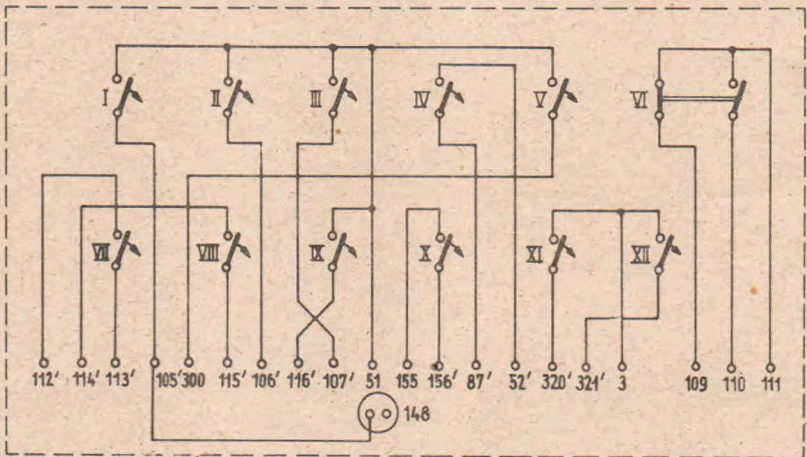 I II III IV V VI
VII VIII IX X XI XII
112' 114' 113' 105' 300 115' 106' 116' 107' 51 155 156' 87' 52' 320' 321' 3 109 110 111
148